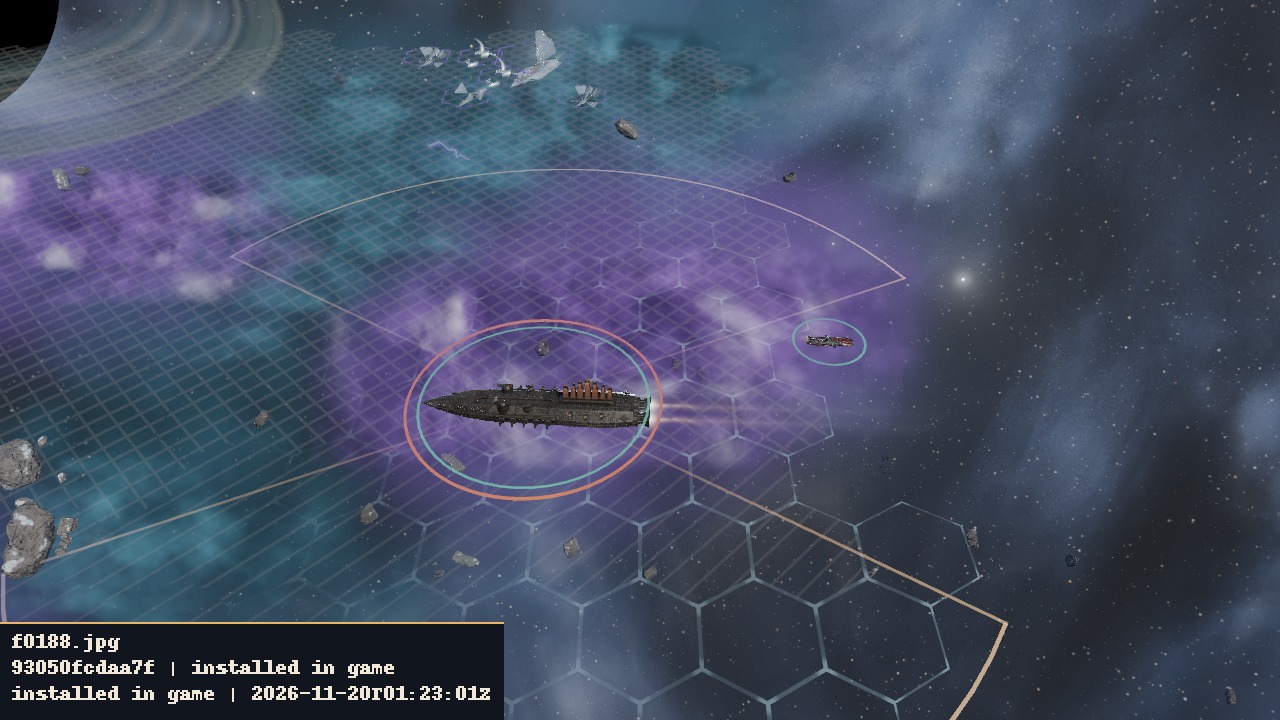 f0188.jpg
93050fcdaa7f | installed in game
installed in game | 2026-11-20T01:23:01Z